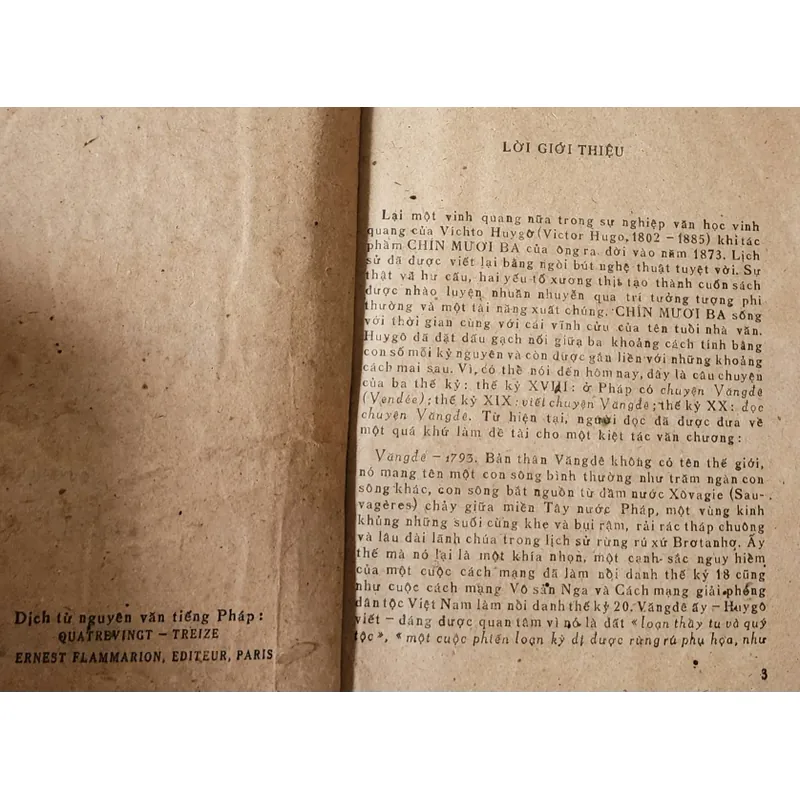 Dịch từ nguyên văn tiếng Pháp:
QUATREVINGT – TREIZE
ERNEST FLAMMARION, EDITEUR, PARIS
LỜI GIỚI THIỆU
Lại một vinh quang nữa trong sự nghiệp văn học vinh
quang của Vichto Huygô (Victor Hugo, 1802 – 1885) khi tác
phẩm CHÍN MƯƠI BA của ông ra đời vào năm 1873. Lịch
sử đã được viết lại bằng ngòi bút nghệ thuật tuyệt vời. Sự
thật và hư cấu, hai yếu tố xương thịt tạo thành cuốn sách
được nhào luyện nhuần nhuyễn qua trí tưởng tượng phi
thường và một tài năng xuất chúng. CHÍN MƯƠI BA sống
với thời gian cùng với cái vĩnh cửu của tên tuổi nhà văn.
Huygô đã đặt dấu gạch nối giữa ba khoảng cách tính bằng
con số mỗi kỷ nguyên và còn được gắn liền với những khoảng
cách mai sau. Vì, có thể nói đến hôm nay, đây là câu chuyện
của ba thế kỷ: thế kỷ XVIII: ở Pháp có chuyện Văngđê
(Vendée); thế kỷ XIX: viết chuyện Văngđê; thế kỷ XX: đọc
chuyện Văngđê. Từ hiện tại, người đọc đã được đưa về
một quá khứ làm đề tài cho một kiệt tác văn chương:
Văngđê – 1793. Bản thân Văngđê không có tên thế giới,
nó mang tên một con sông bình thường như trăm ngàn con
sông khác, con sông bắt nguồn từ đầm nước Xôvagie (Sau-
vagères) chảy giữa miền Tây nước Pháp, một vùng kinh
khủng những suối cùng khe và bụi rậm, rải rác tháp chuông
và lâu đài lãnh chúa trong lịch sử rừng rú xứ Brơtanhơ. Ấy
thế mà nó lại là một khía nhọn, một cạnh sắc nguy hiểm
của một cuộc cách mạng đã làm nổi danh thế kỷ 18 cũng
như cuộc cách mạng Vô sản Nga và Cách mạng giải phóng
dân tộc Việt Nam làm nổi danh thế kỷ 20. Văngđê ấy – Huygô
viết – đáng được quan tâm vì nó là đất « loạn thầy tu và quý
tộc », « một cuộc phiến loạn kỳ dị được rừng rú phụ họa, như
3